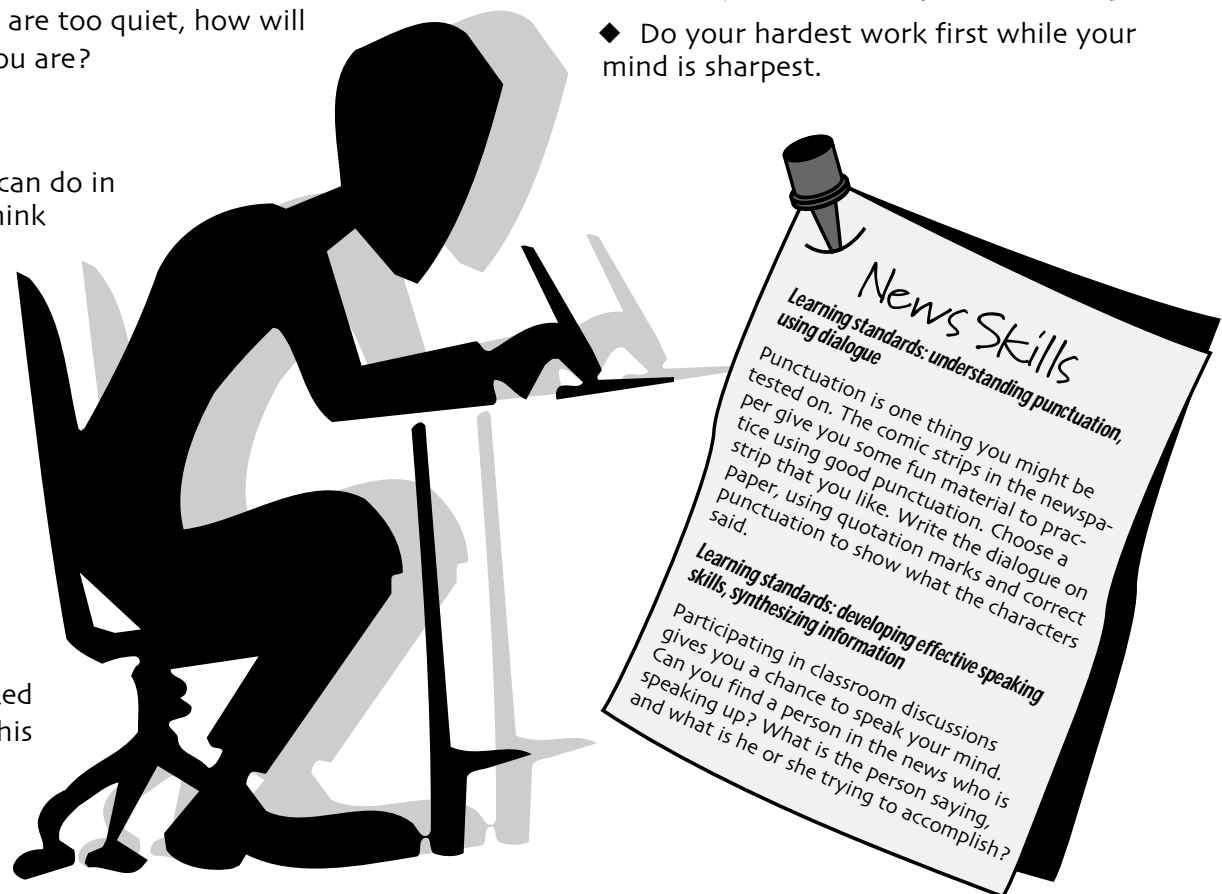 are too quiet, how will
ou are?
can do in
hink
ed
his
◆ Do your hardest work first while your
mind is sharpest.
News Skills
Learning standards: understanding punctuation,
using dialogue
Punctuation is one thing you might be
tested on. The comic strips in the newspa-
per give you some fun material to prac-
tice using good punctuation. Choose a
strip that you like. Write the dialogue on
paper, using quotation marks and correct
punctuation to show what the characters
said.
Learning standards: developing effective speaking
skills, synthesizing information
Participating in classroom discussions
gives you a chance to speak your mind.
Can you find a person in the news who is
speaking up? What is the person saying,
and what is he or she trying to accomplish?